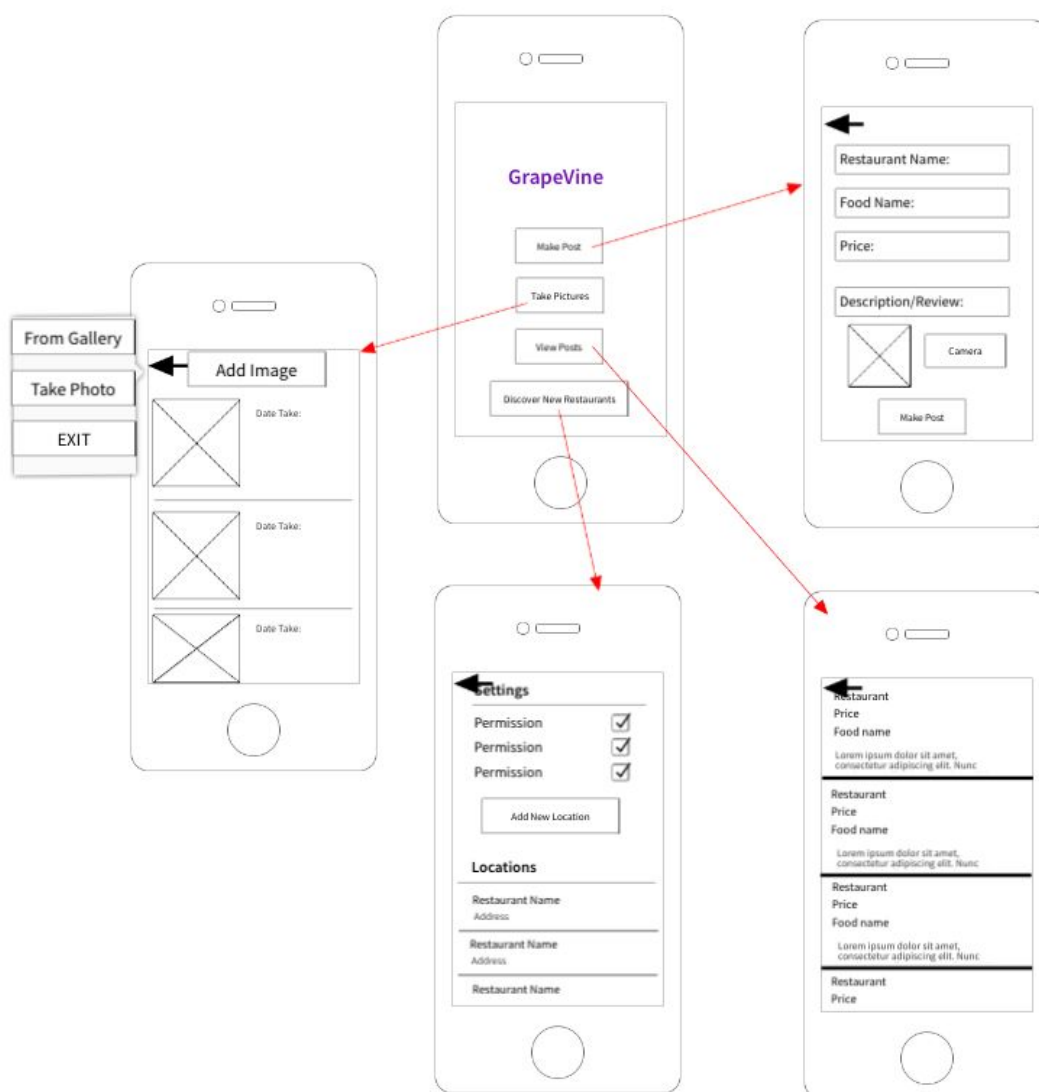 GrapeVine
Make Post
Take Pictures
View Posts
Discover New Restaurants
Restaurant Name:
Food Name:
Price:
Description/Review:
Camera
Make Post
From Gallery
Take Photo
EXIT
Add Image
Date Take:
Date Take:
Date Take:
Settings
Permission
Permission
Permission
Add New Location
Locations
Restaurant Name
Address
Restaurant Name
Address
Restaurant Name
Restaurant
Price
Food name
Lorem ipsum dolor sit amet,
consectetur adipiscing elit. Nunc
Restaurant
Price
Food name
Lorem ipsum dolor sit amet,
consectetur adipiscing elit. Nunc
Restaurant
Price
Food name
Lorem ipsum dolor sit amet,
consectetur adipiscing elit. Nunc
Restaurant
Price